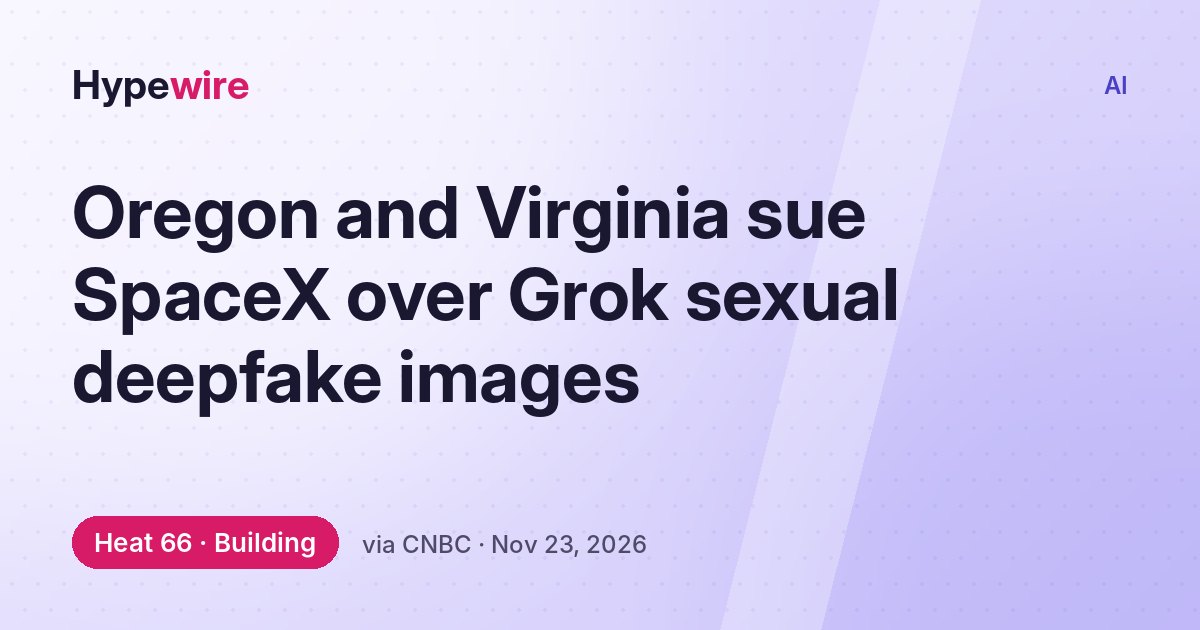 Hypewire
AI
Oregon and Virginia sue
SpaceX over Grok sexual
deepfake images
Heat 66 · Building
via CNBC · Nov 23, 2026